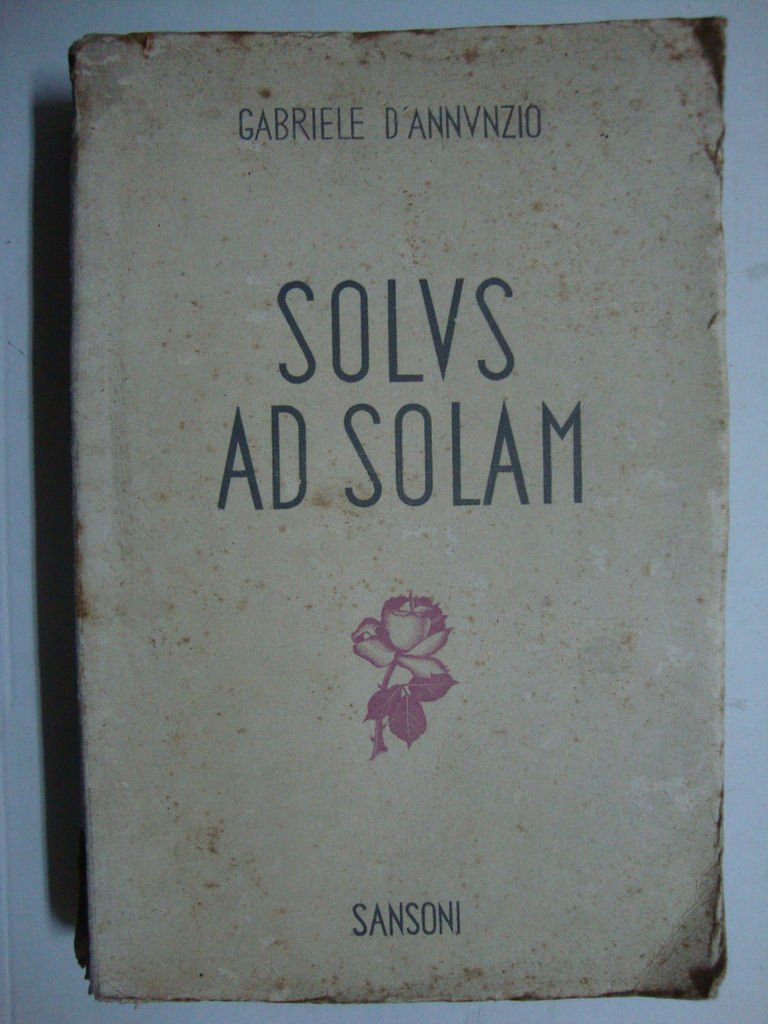 GABRIELE D'ANNVNZIO
SOLVS
AD SOLAM
SANSONI